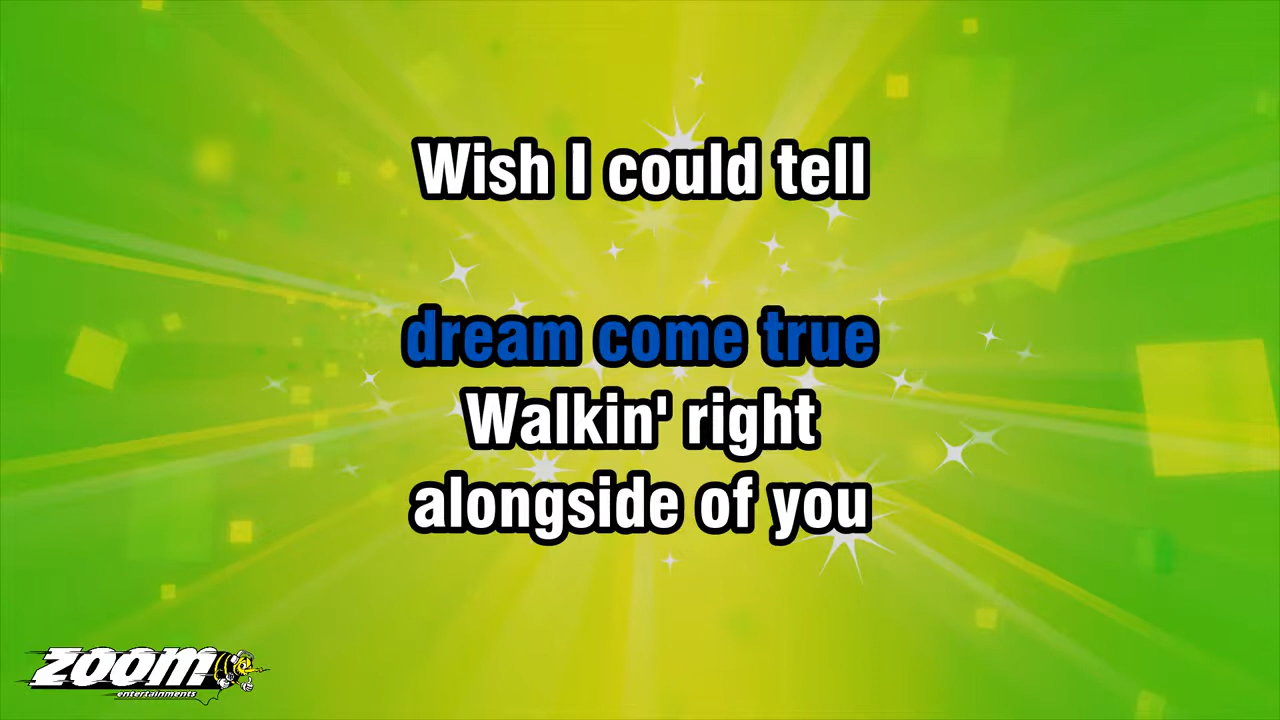 Wish I could tell
dream come true
Walkin' right
alongside of you
ZOOM
entertainments